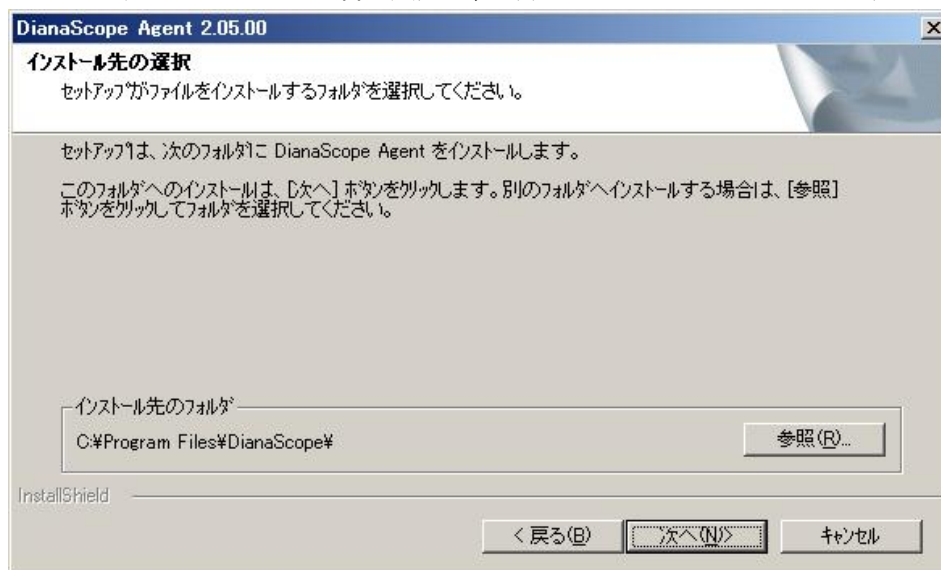 DianaScope Agent 2.05.00
インストール先の選択
セットアップがファイルをインストールするフォルダを選択してください。
セットアップは、次のフォルダに DianaScope Agent をインストールします。
このフォルダへのインストールは、[次へ] ボタンをクリックします。別のフォルダへインストールする場合は、[参照]
ボタンをクリックしてフォルダを選択してください。
インストール先のフォルダ
C:¥Program Files¥DianaScope¥
参照(R)...
InstallShield
< 戻る(B)
次へ(N)>
キャンセル